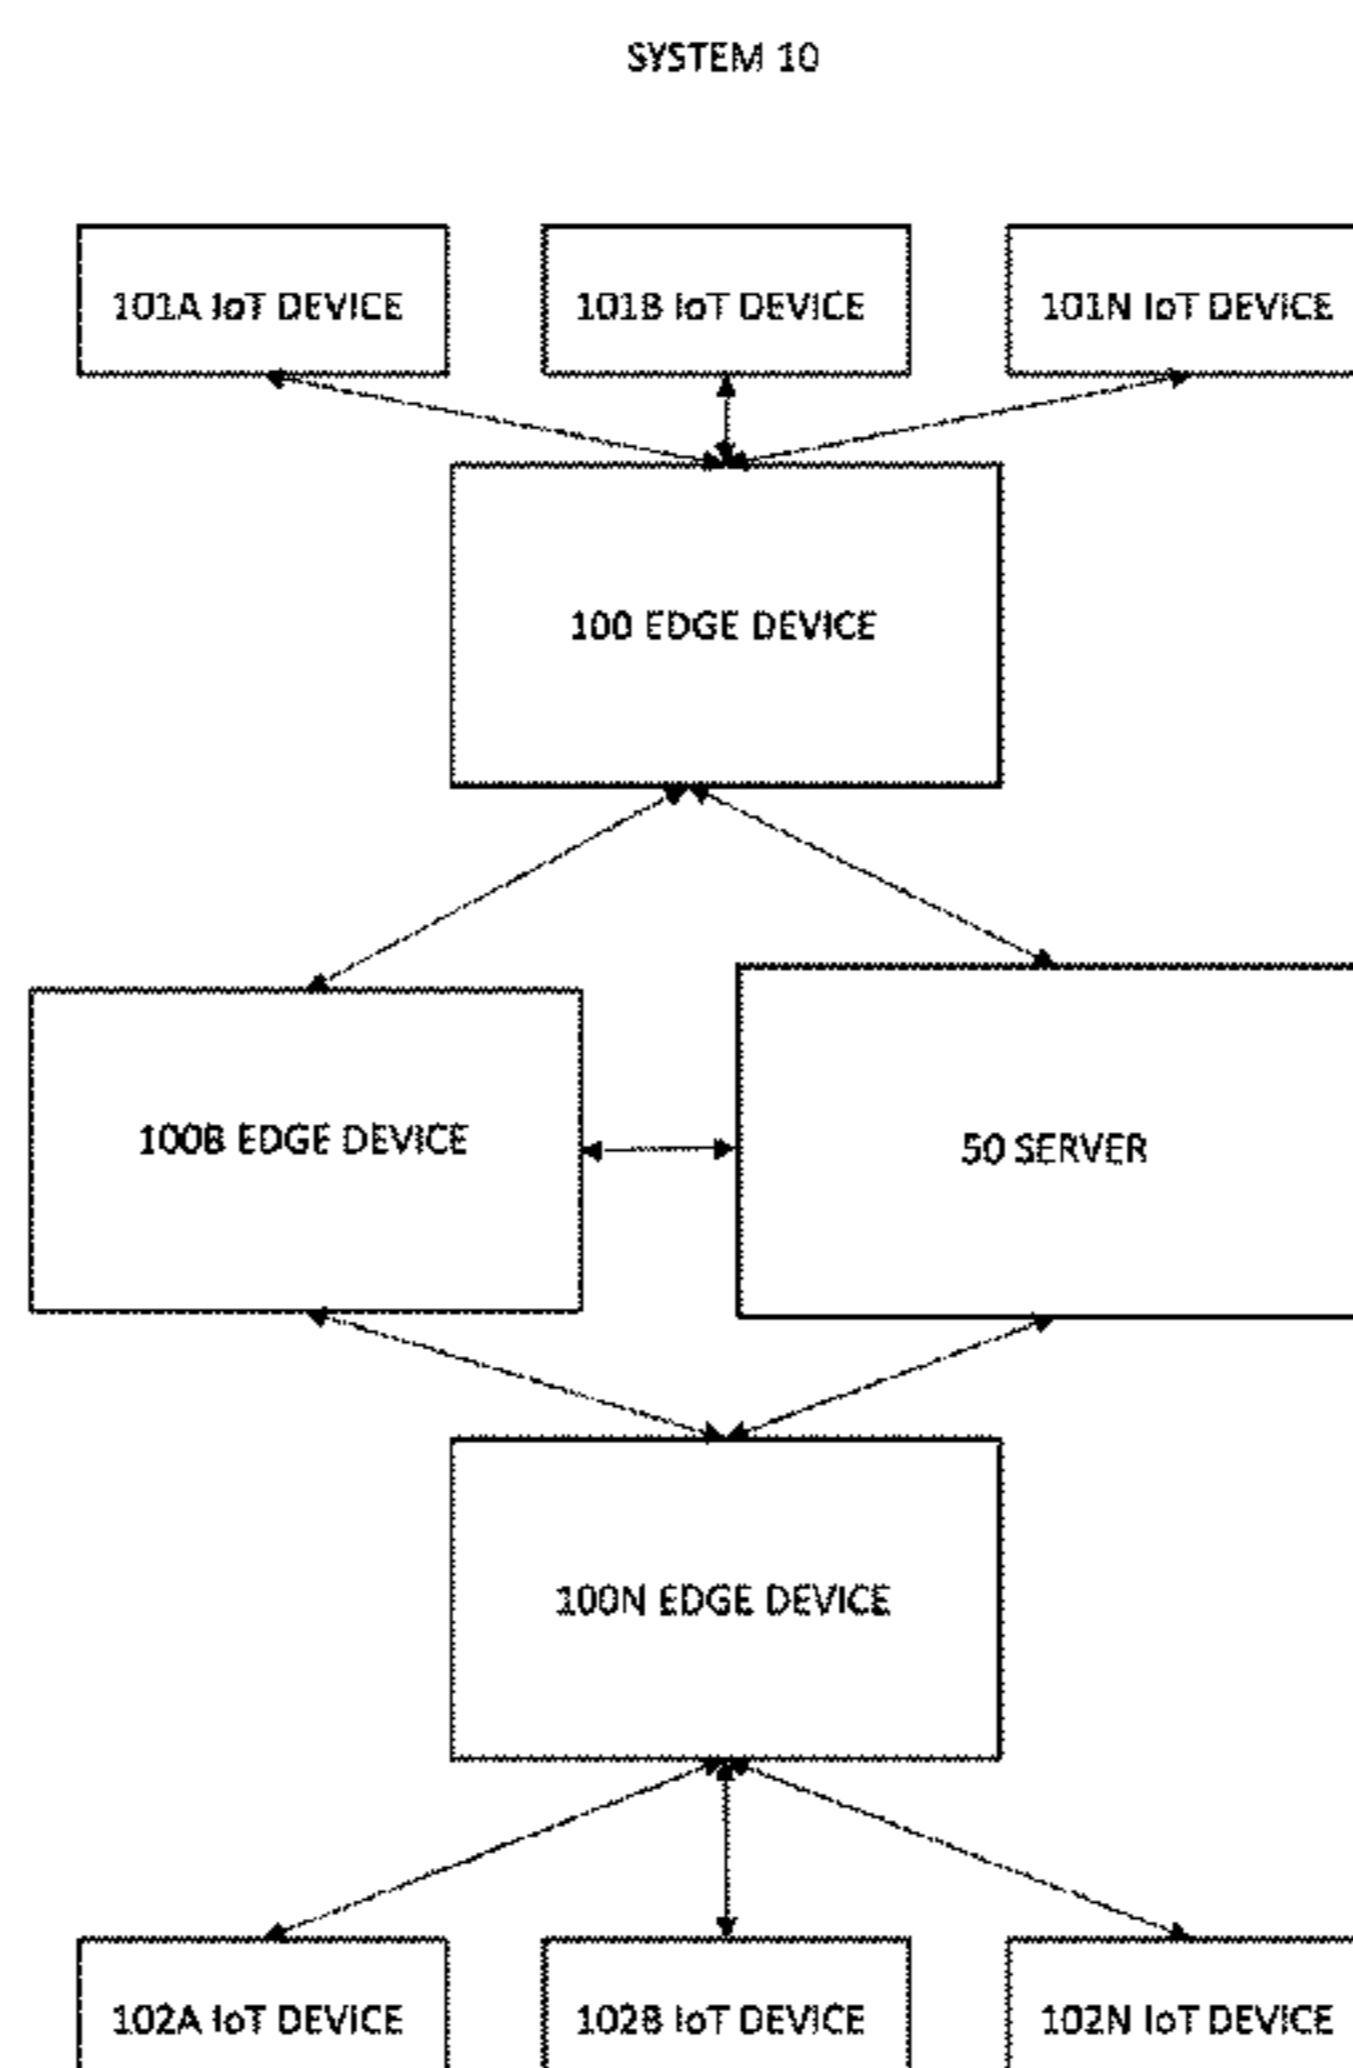 SYSTEM 10
101A IoT DEVICE
101B IoT DEVICE
101N IoT DEVICE
100 EDGE DEVICE
100B EDGE DEVICE
50 SERVER
100N EDGE DEVICE
102A IoT DEVICE
102B IoT DEVICE
102N IoT DEVICE